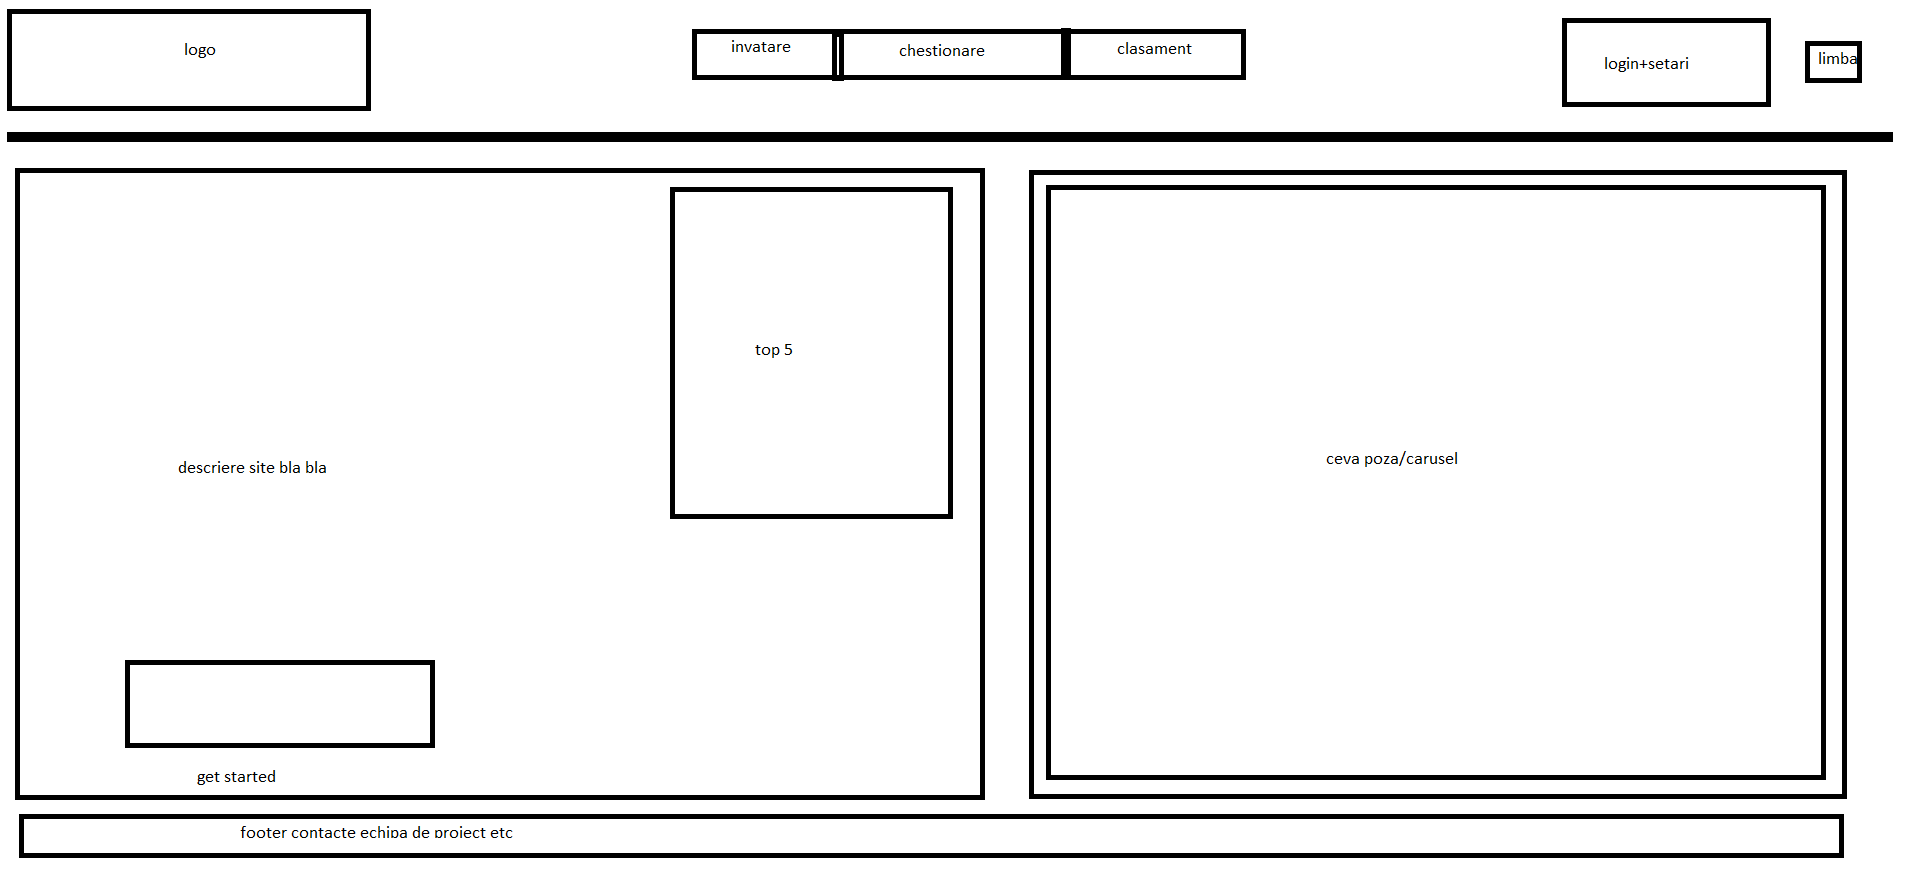 logo
invatare
chestionare
clasament
login+setari
limba
top 5
descriere site bla bla
get started
ceva poza/carusel
footer contacte echipa de proiect etc